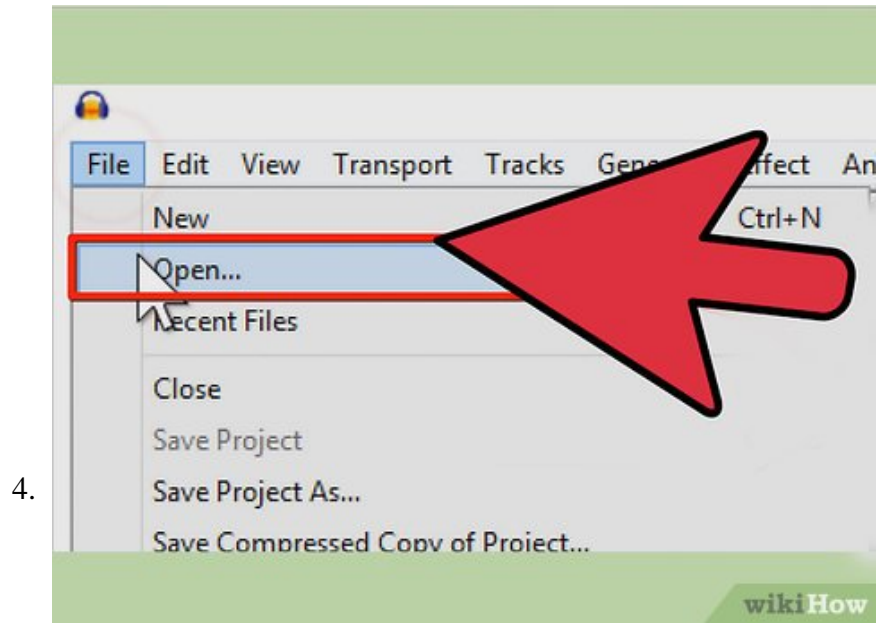 File Edit View Transport Tracks
New Ctrl+N
Open...
Recent Files
Close
Save Project
4.
Save Project As...
Save Compressed Copy of Project...
wikiHow